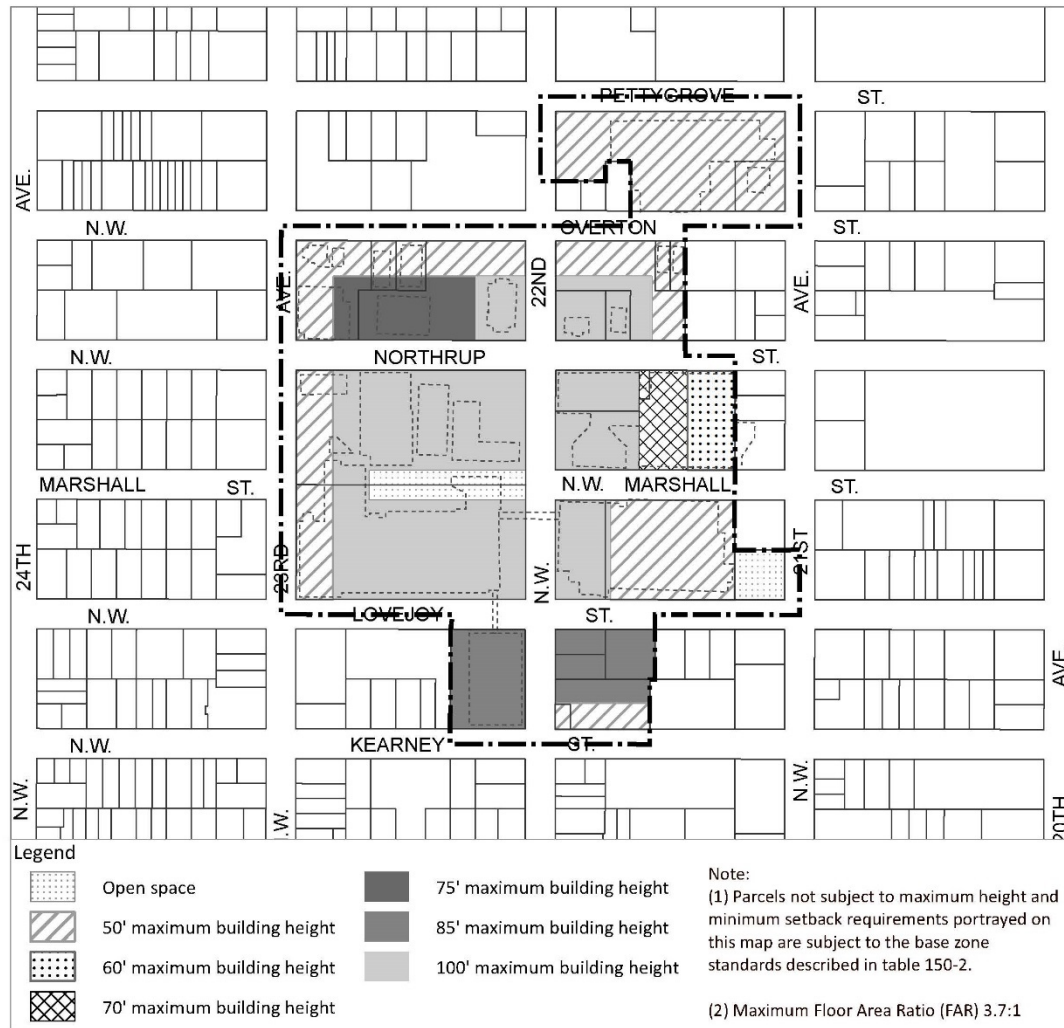 PETTYGROVE ST.
AVE.
N.W. OVERTON ST.
AVE. 22ND AVE.
N.W. NORTHRUP ST.
MARSHALL ST. N.W. MARSHALL ST.
24TH 23RD N.W. 21ST
N.W. LOVEJOY ST.
AVE
N.W. KEARNEY ST.
N.W. N.W. 20TH
Legend
Open space
50' maximum building height
60' maximum building height
70' maximum building height
75' maximum building height
85' maximum building height
100' maximum building height
Note:
(1) Parcels not subject to maximum height and
minimum setback requirements portrayed on
this map are subject to the base zone
standards described in table 150-2.
(2) Maximum Floor Area Ratio (FAR) 3.7:1